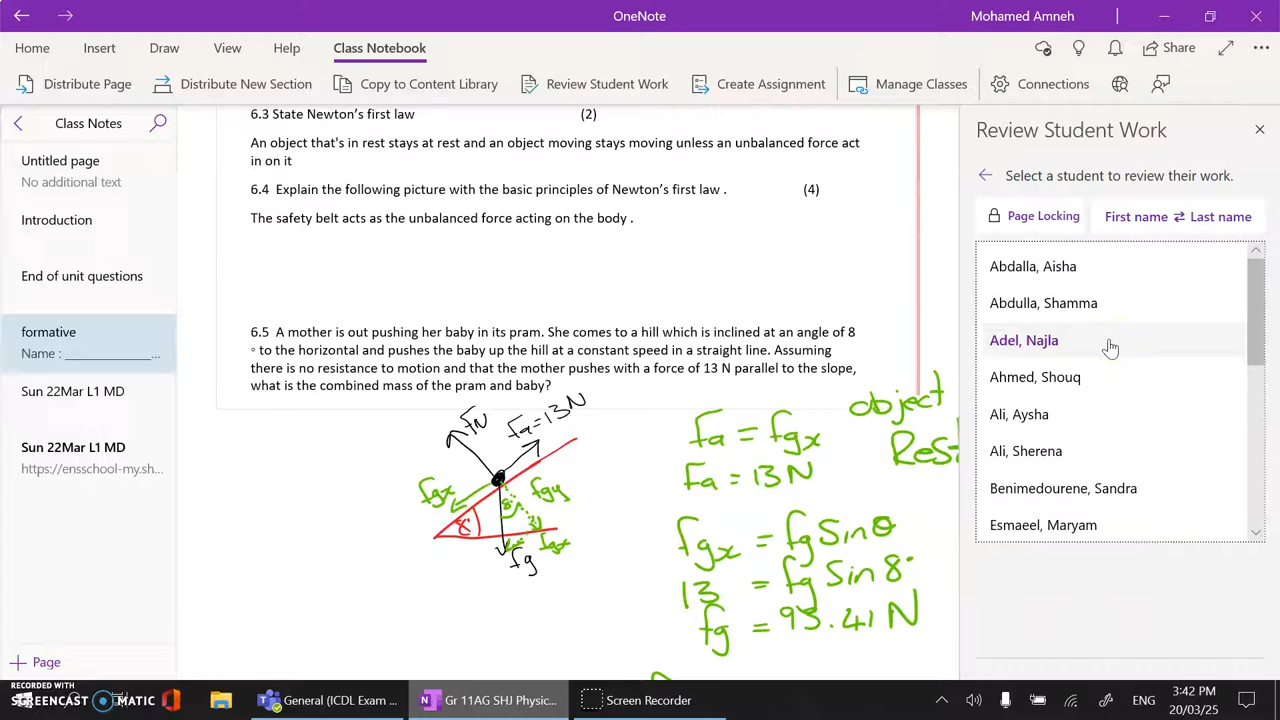 OneNote
Mohamed Amneh
Home Insert Draw View Help Class Notebook
Share
Distribute Page Distribute New Section Copy to Content Library Review Student Work Create Assignment Manage Classes Connections
Class Notes
Untitled page
No additional text
Introduction
End of unit questions
formative
Name : ______________...
Sun 22Mar L1 MD
Sun 22Mar L1 MD
https://ensschool-my.sh...
Page
6.3 State Newton's first law (2)
An object that's in rest stays at rest and an object moving stays moving unless an unbalanced force act
in on it
6.4 Explain the following picture with the basic principles of Newton's first law . (4)
The safety belt acts as the unbalanced force acting on the body .
6.5 A mother is out pushing her baby in its pram. She comes to a hill which is inclined at an angle of 8
° to the horizontal and pushes the baby up the hill at a constant speed in a straight line. Assuming
there is no resistance to motion and that the mother pushes with a force of 13 N parallel to the slope,
what is the combined mass of the pram and baby?
fN
Fa = 13N
fgx
8°
8°
fgy
fgx
fg
fa = fgx
Fa = 13N
fgx = fg Sin θ
13 = fg Sin 8°
fg = 93.41 N
object
Res
Review Student Work
Select a student to review their work.
Page Locking First name ⇄ Last name
Abdalla, Aisha
Abdulla, Shamma
Adel, Najla
Ahmed, Shouq
Ali, Aysha
Ali, Sherena
Benimedourene, Sandra
Esmaeel, Maryam
RECORDED WITH
SCREENCAST MATIC
General (ICDL Exam ...
Gr 11AG SHJ Physic...
Screen Recorder
ENG
3:42 PM
20/03/25